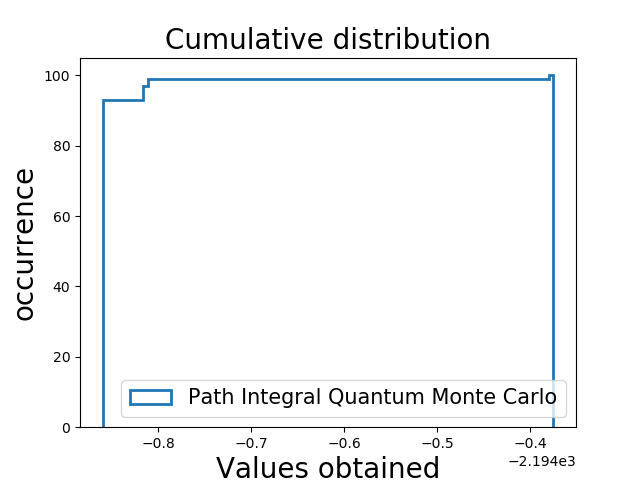 Cumulative distribution
100
80
60
40
20
0
occurrence
Path Integral Quantum Monte Carlo
−0.8 −0.7 −0.6 −0.5 −0.4
−2.194e3
Values obtained